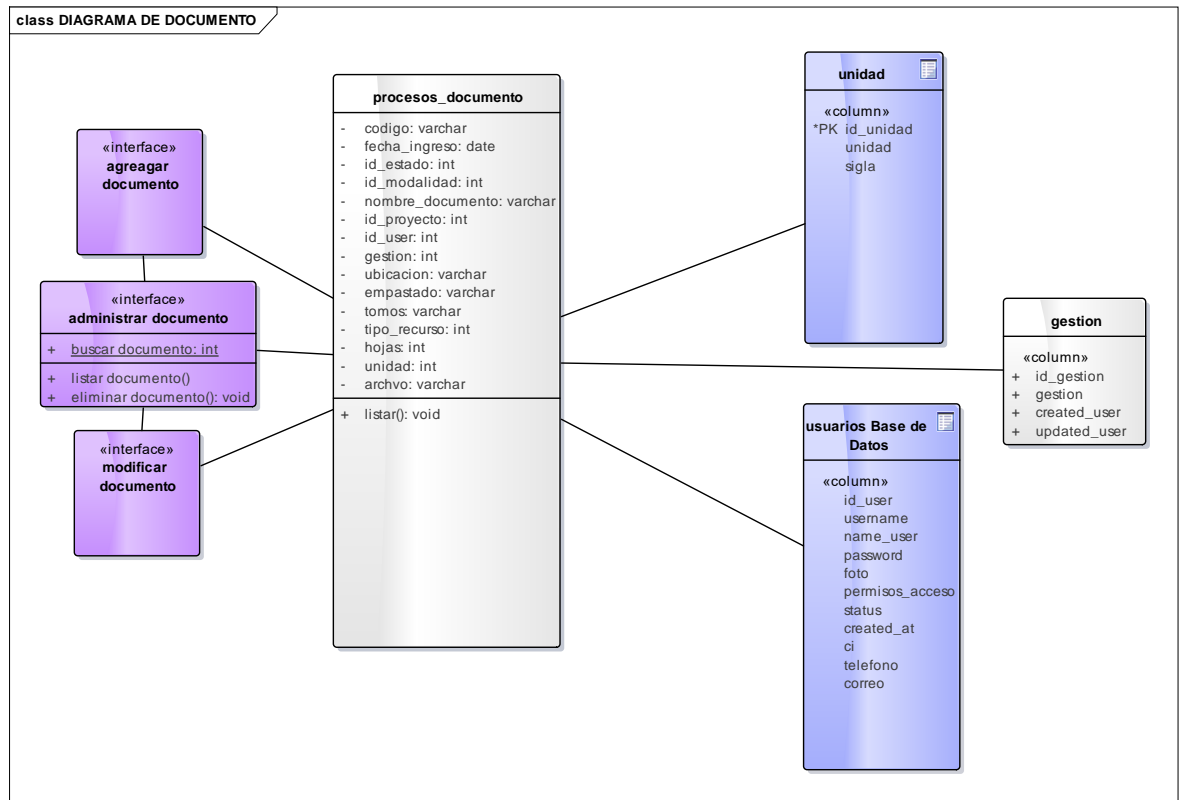 class DIAGRAMA DE DOCUMENTO
«interface»
agreagar
documento
«interface»
administrar documento
+ buscar documento: int
+ listar documento()
+ eliminar documento(): void
«interface»
modificar
documento
procesos_documento
- codigo: varchar
- fecha_ingreso: date
- id_estado: int
- id_modalidad: int
- nombre_documento: varchar
- id_proyecto: int
- id_user: int
- gestion: int
- ubicacion: varchar
- empastado: varchar
- tomos: varchar
- tipo_recurso: int
- hojas: int
- unidad: int
- archvo: varchar
+ listar(): void
unidad
«column»
*PK id_unidad
unidad
sigla
gestion
«column»
+ id_gestion
+ gestion
+ created_user
+ updated_user
usuarios Base de
Datos
«column»
id_user
username
name_user
password
foto
permisos_acceso
status
created_at
ci
telefono
correo